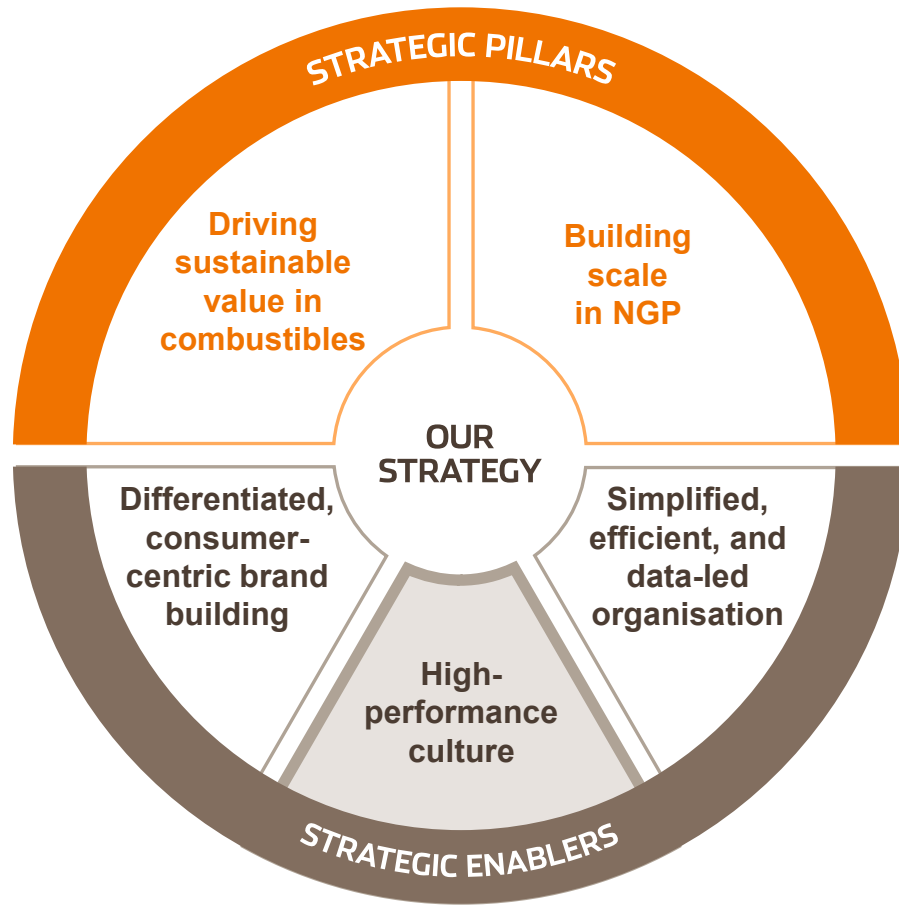 STRATEGIC PILLARS
Driving
sustainable
value in
combustibles
Building
scale
in NGP
OUR
STRATEGY
Differentiated,
consumer-
centric brand
building
High-
performance
culture
Simplified,
efficient, and
data-led
organisation
STRATEGIC ENABLERS